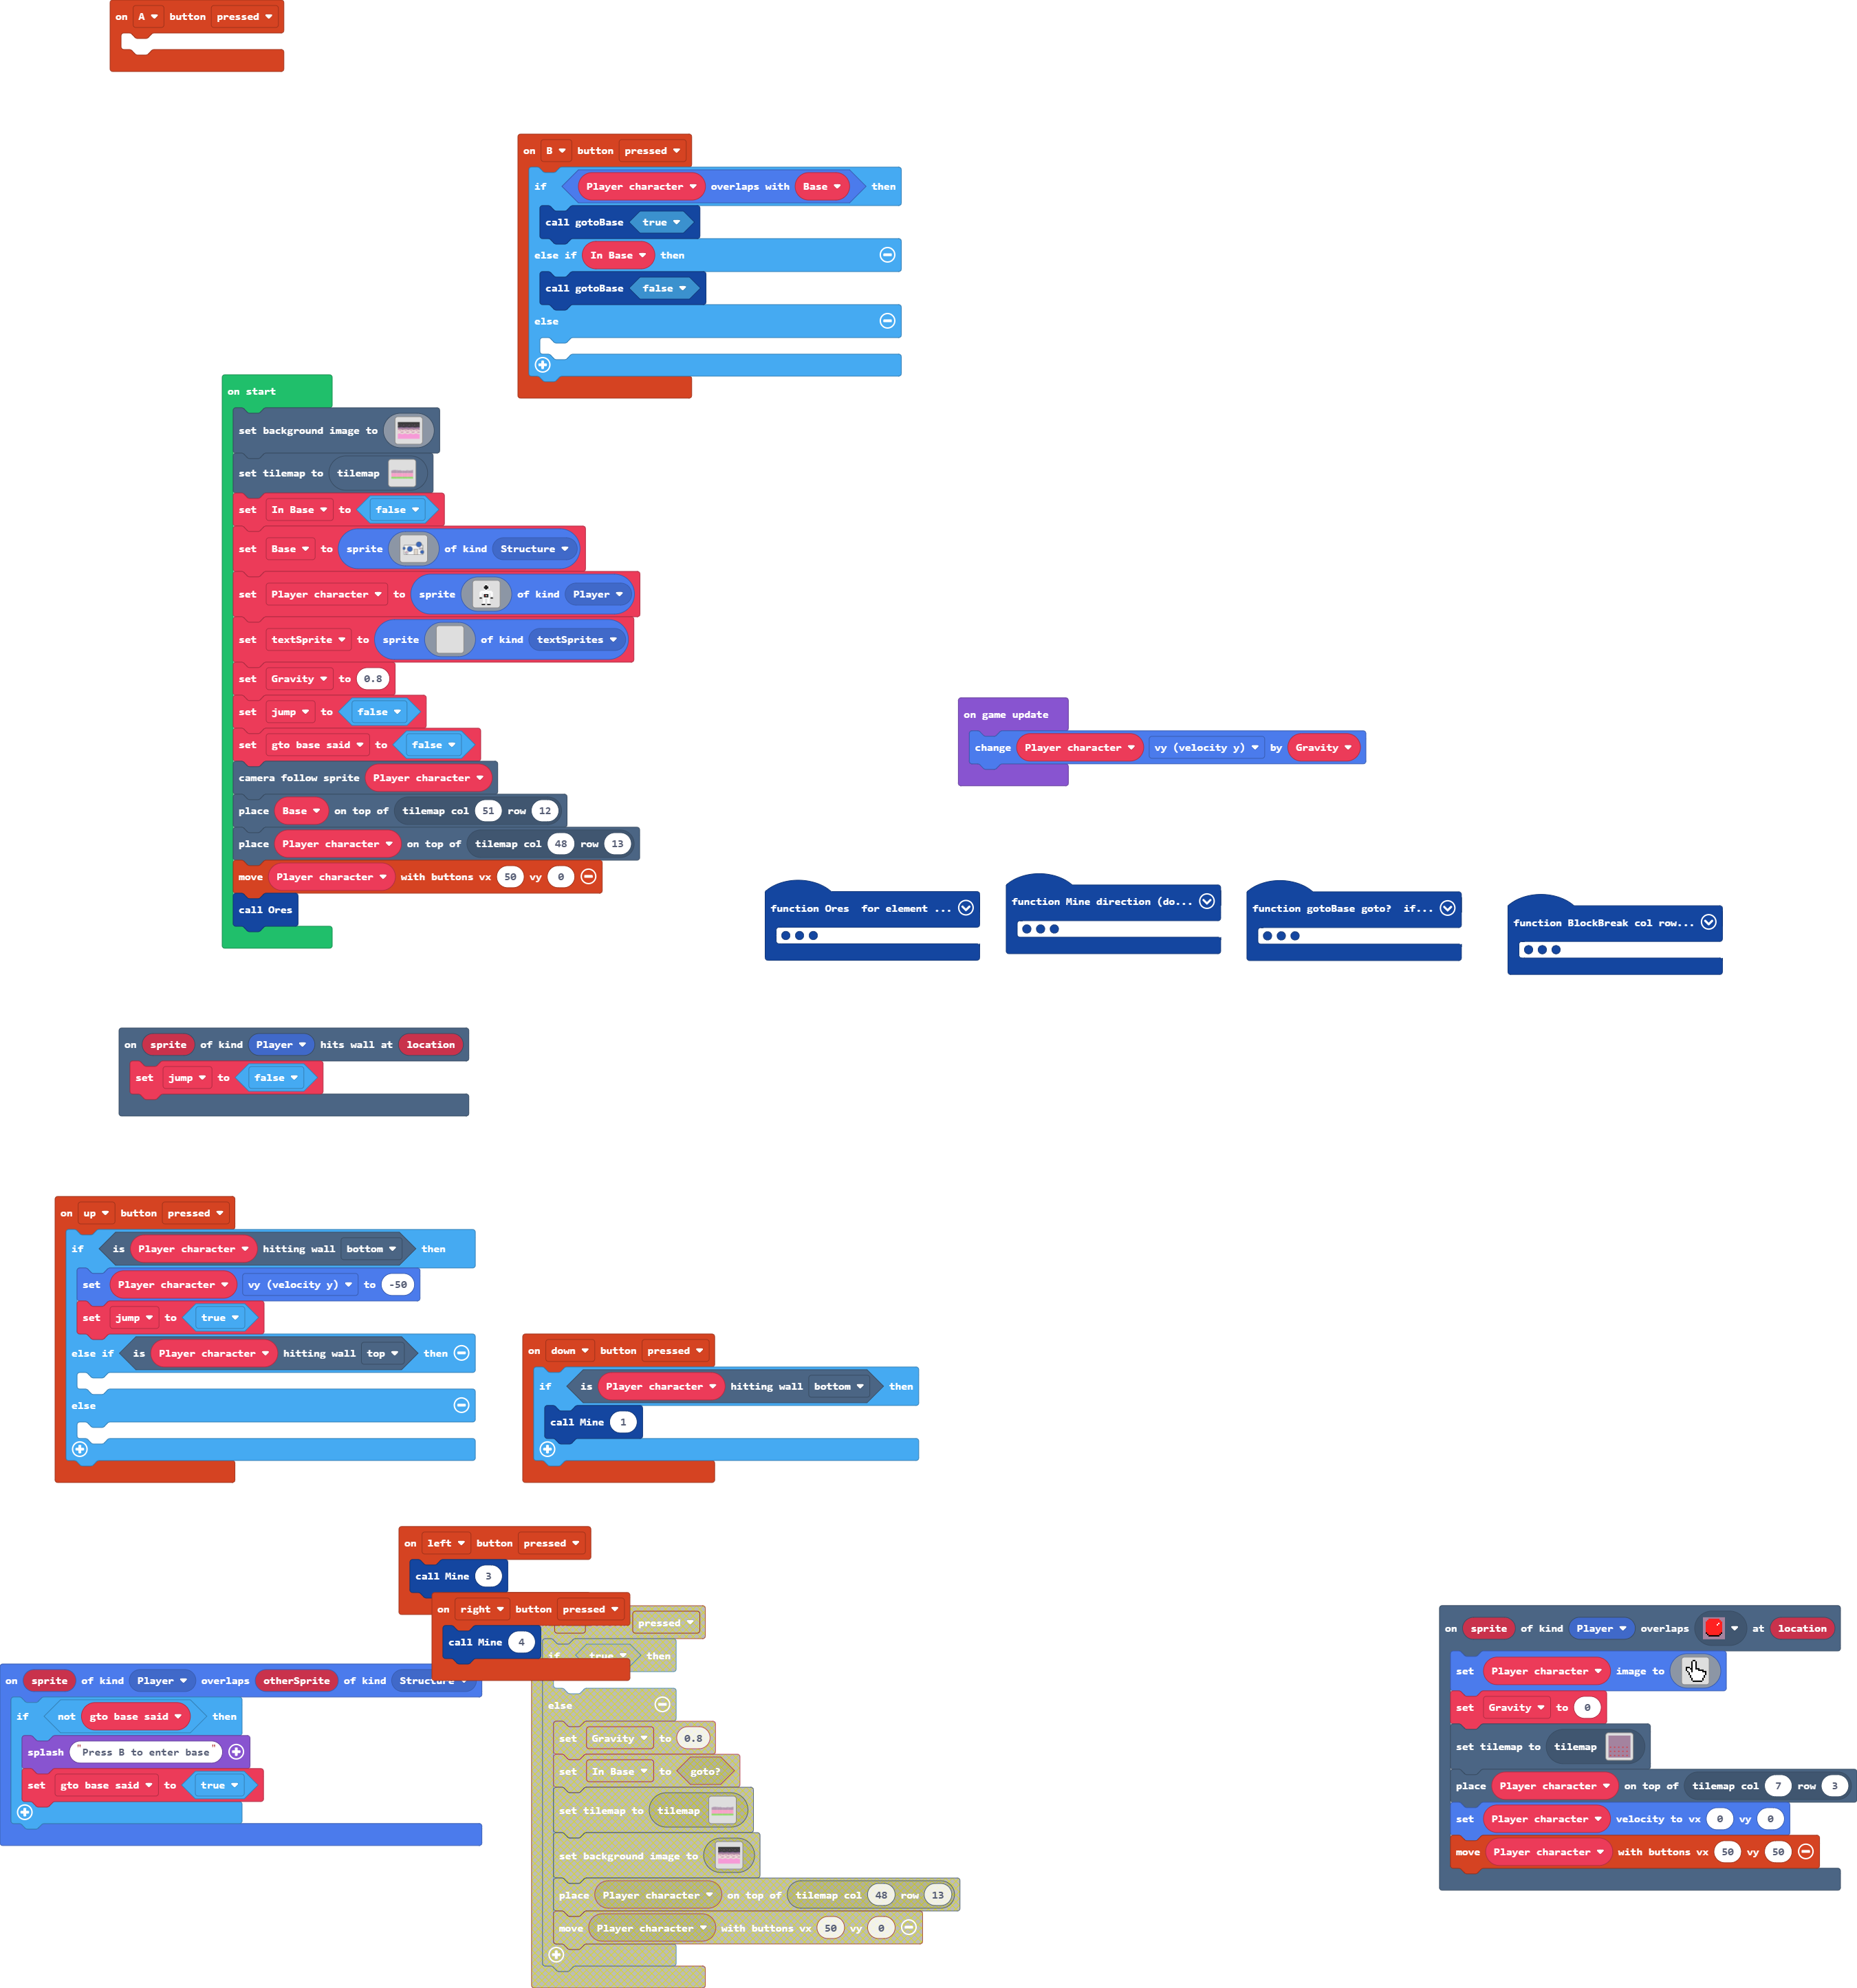 on A button pressed
on B button pressed
if Player character overlaps with Base then
call gotoBase true
else if In Base then
call gotoBase false
else
on start
set background image to
set tilemap to tilemap
set In Base to false
set Base to sprite of kind Structure
set Player character to sprite of kind Player
set textSprite to sprite of kind textSprites
set Gravity to 0.8
set jump to false
set gto base said to false
camera follow sprite Player character
place Base on top of tilemap col 51 row 12
place Player character on top of tilemap col 48 row 13
move Player character with buttons vx 50 vy 0
call Ores
on game update
change Player character vy (velocity y) by Gravity
function Ores for element ...
function Mine direction (do...
function gotoBase goto? if...
function BlockBreak col row...
on sprite of kind Player hits wall at location
set jump to false
on up button pressed
if is Player character hitting wall bottom then
set Player character vy (velocity y) to -50
set jump to true
else if is Player character hitting wall top then
else
on down button pressed
if is Player character hitting wall bottom then
call Mine 1
on left button pressed
call Mine 3
on right button pressed
call Mine 4
pressed
if true then
else
set Gravity to 0.8
set In Base to goto?
set tilemap to tilemap
set background image to
place Player character on top of tilemap col 48 row 13
move Player character with buttons vx 50 vy 0
on sprite of kind Player overlaps otherSprite of kind Structure
if not gto base said then
splash "Press B to enter base"
set gto base said to true
on sprite of kind Player overlaps at location
set Player character image to
set Gravity to 0
set tilemap to tilemap
place Player character on top of tilemap col 7 row 3
set Player character velocity to vx 0 vy 0
move Player character with buttons vx 50 vy 50